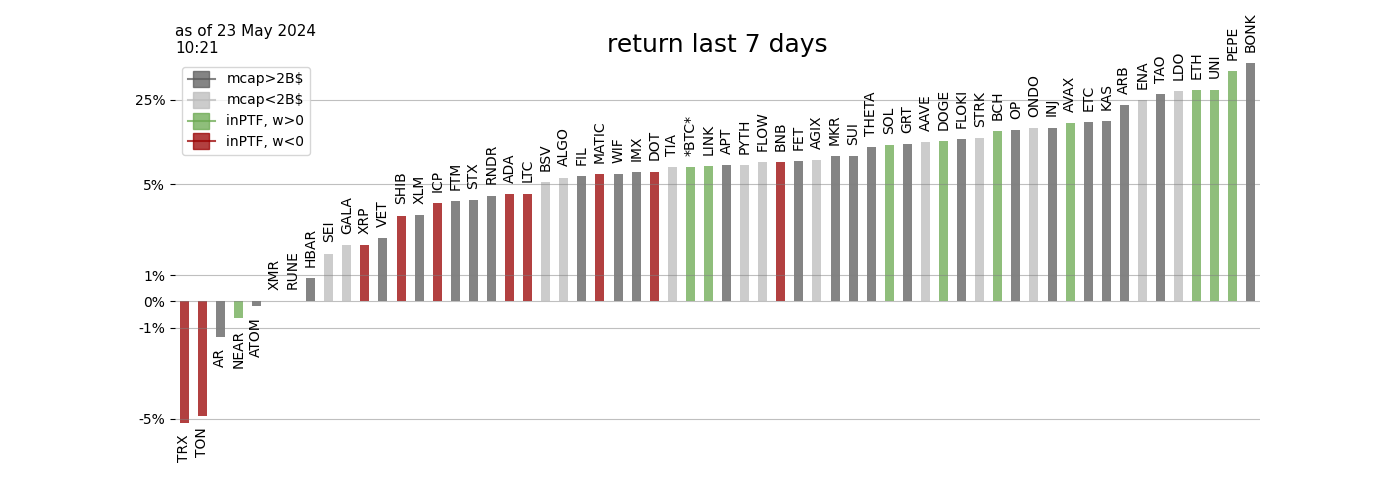 as of 23 May 2024
10:21
return last 7 days
mcap>2B$
mcap<2B$
inPTF, w>0
inPTF, w<0
25%
5%
1%
0%
-1%
-5%
TRX
TON
AR
NEAR
ATOM
XMR
RUNE
HBAR
SEI
GALA
XRP
VET
SHIB
XLM
ICP
FTM
STX
RNDR
ADA
LTC
BSV
ALGO
FIL
MATIC
WIF
IMX
DOT
TIA
*BTC*
LINK
APT
PYTH
FLOW
BNB
FET
AGIX
MKR
SUI
THETA
SOL
GRT
AAVE
DOGE
FLOKI
STRK
BCH
OP
ONDO
INJ
AVAX
ETC
KAS
ARB
ENA
TAO
LDO
ETH
UNI
PEPE
BONK